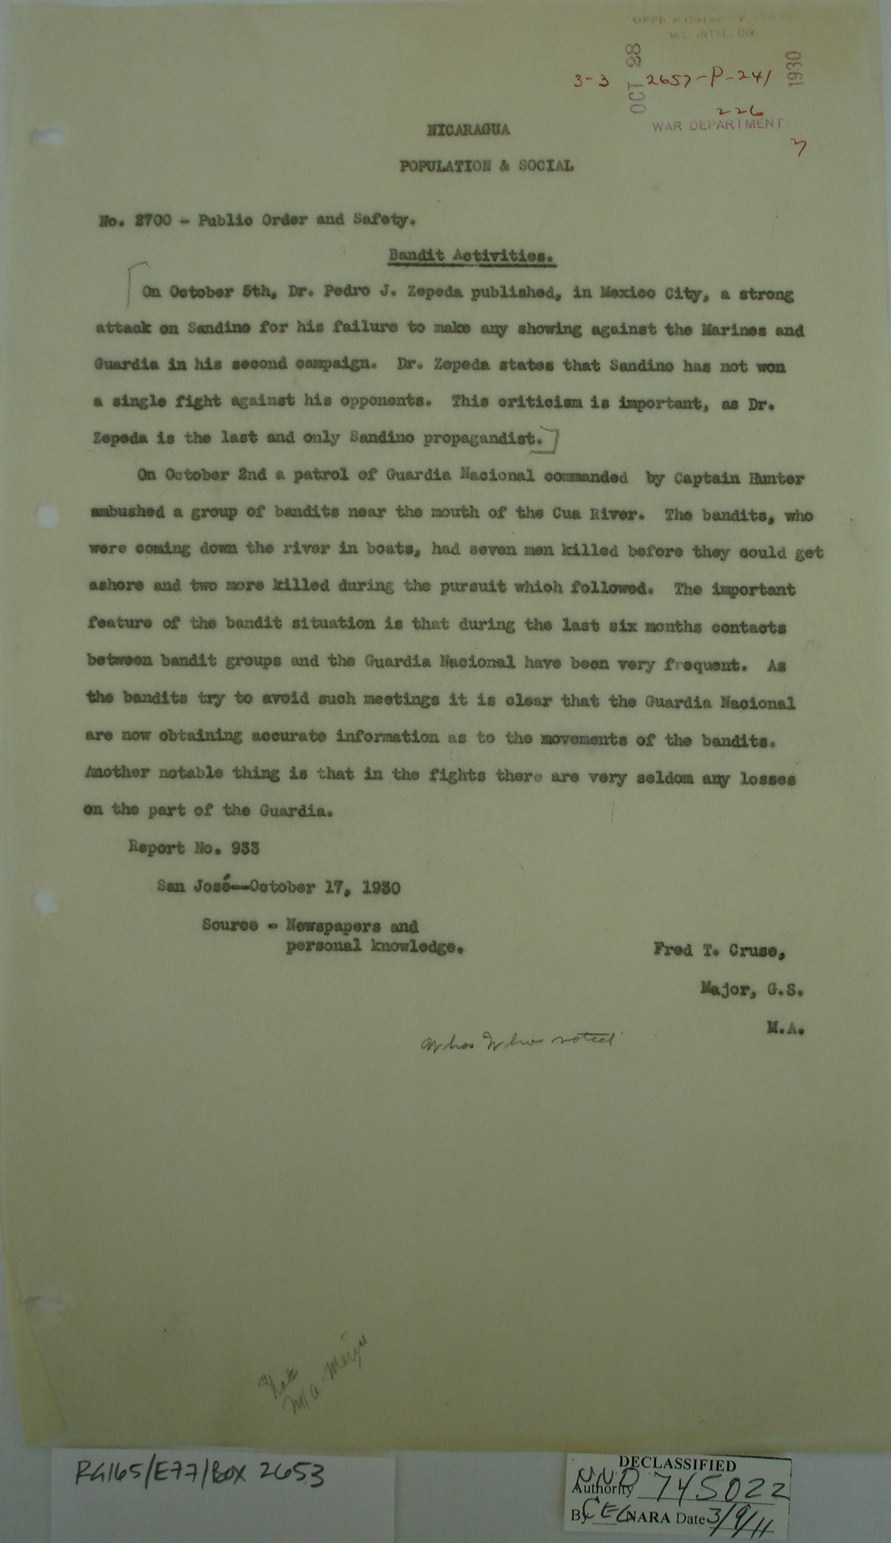 MIL. INTEL. DIV.
OCT 28 1930
3-3 2657-P-241
226
WAR DEPARTMENT
7
NICARAGUA
POPULATION & SOCIAL
No. 2700 - Public Order and Safety.
Bandit Activities.
On October 5th, Dr. Pedro J. Zepeda published, in Mexico City, a strong
attack on Sandino for his failure to make any showing against the Marines and
Guardia in his second campaign. Dr. Zepeda states that Sandino has not won
a single fight against his opponents. This criticism is important, as Dr.
Zepeda is the last and only Sandino propagandist.
On October 2nd a patrol of Guardia Nacional commanded by Captain Hunter
ambushed a group of bandits near the mouth of the Cua River. The bandits, who
were coming down the river in boats, had seven men killed before they could get
ashore and two more killed during the pursuit which followed. The important
feature of the bandit situation is that during the last six months contacts
between bandit groups and the Guardia Nacional have been very frequent. As
the bandits try to avoid such meetings it is clear that the Guardia Nacional
are now obtaining accurate information as to the movements of the bandits.
Another notable thing is that in the fights there are very seldom any losses
on the part of the Guardia.
Report No. 933
San José--October 17, 1930
Source - Newspapers and
personal knowledge.
Fred T. Cruse,
Major, G.S.
M.A.
Whos Who noted
M/A
RG165/E77/BOX 2653
DECLASSIFIED
Authority NND 745022
By CEC NARA Date 3/9/11